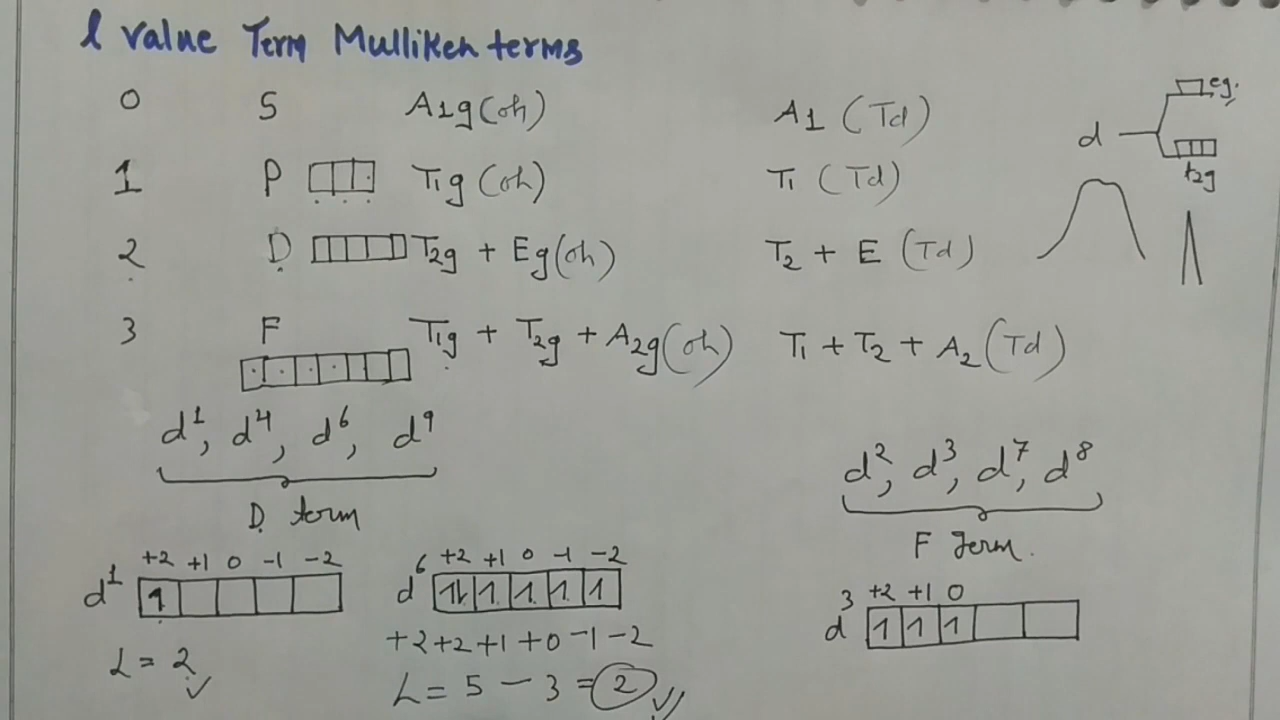 l value Term Mulliken terms
0 S A1g (oh) A1 (Td)
1 P T1g (oh) T1 (Td)
2 D T2g + Eg (oh) T2 + E (Td)
3 F T1g + T2g + A2g (oh) T1 + T2 + A2 (Td)
d eg.
t2g
d¹, d⁴, d⁶, d⁹
D term
d², d³, d⁷, d⁸
F Term.
+2 +1 0 -1 -2
d¹ 1
L = 2
+2 +1 0 -1 -2
d⁶ 1l 1 1 1 1
+2+2+1+0-1-2
L = 5 - 3 = 2
+2 +1 0
d³ 1 1 1